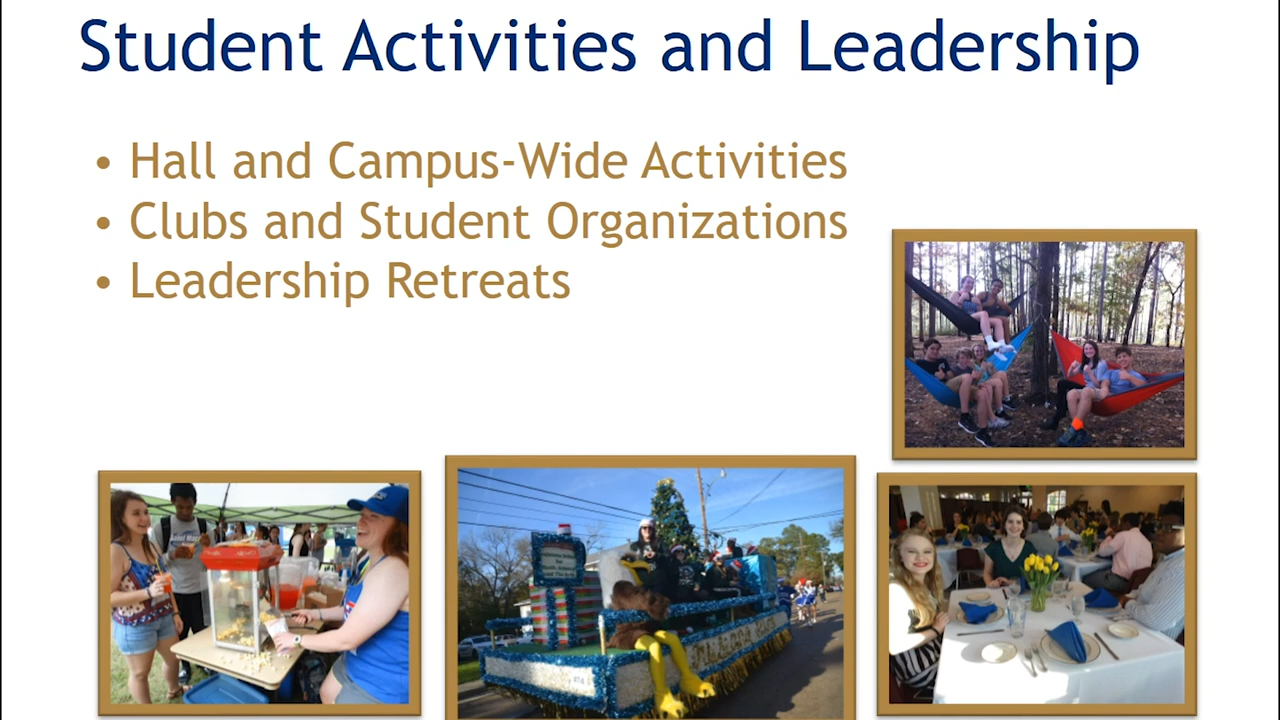 Student Activities and Leadership
• Hall and Campus-Wide Activities
• Clubs and Student Organizations
• Leadership Retreats